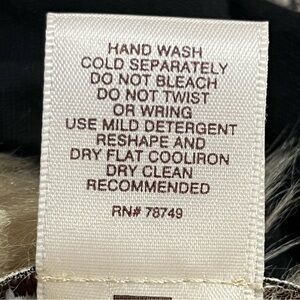 HAND WASH
COLD SEPARATELY
DO NOT BLEACH
DO NOT TWIST
OR WRING
USE MILD DETERGENT
RESHAPE AND
DRY FLAT COOLIRON
DRY CLEAN
RECOMMENDED
RN# 78749